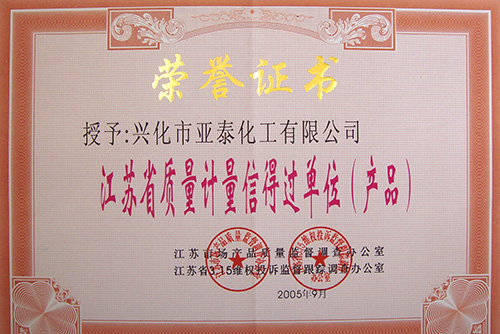 荣誉证书
授予:兴化市亚泰化工有限公司
江苏省质量计量信得过单位(产品)
江苏市场产品质量监督调查办公室
江苏省3.15维权投诉监督跟踪调查办公室
2005年9月